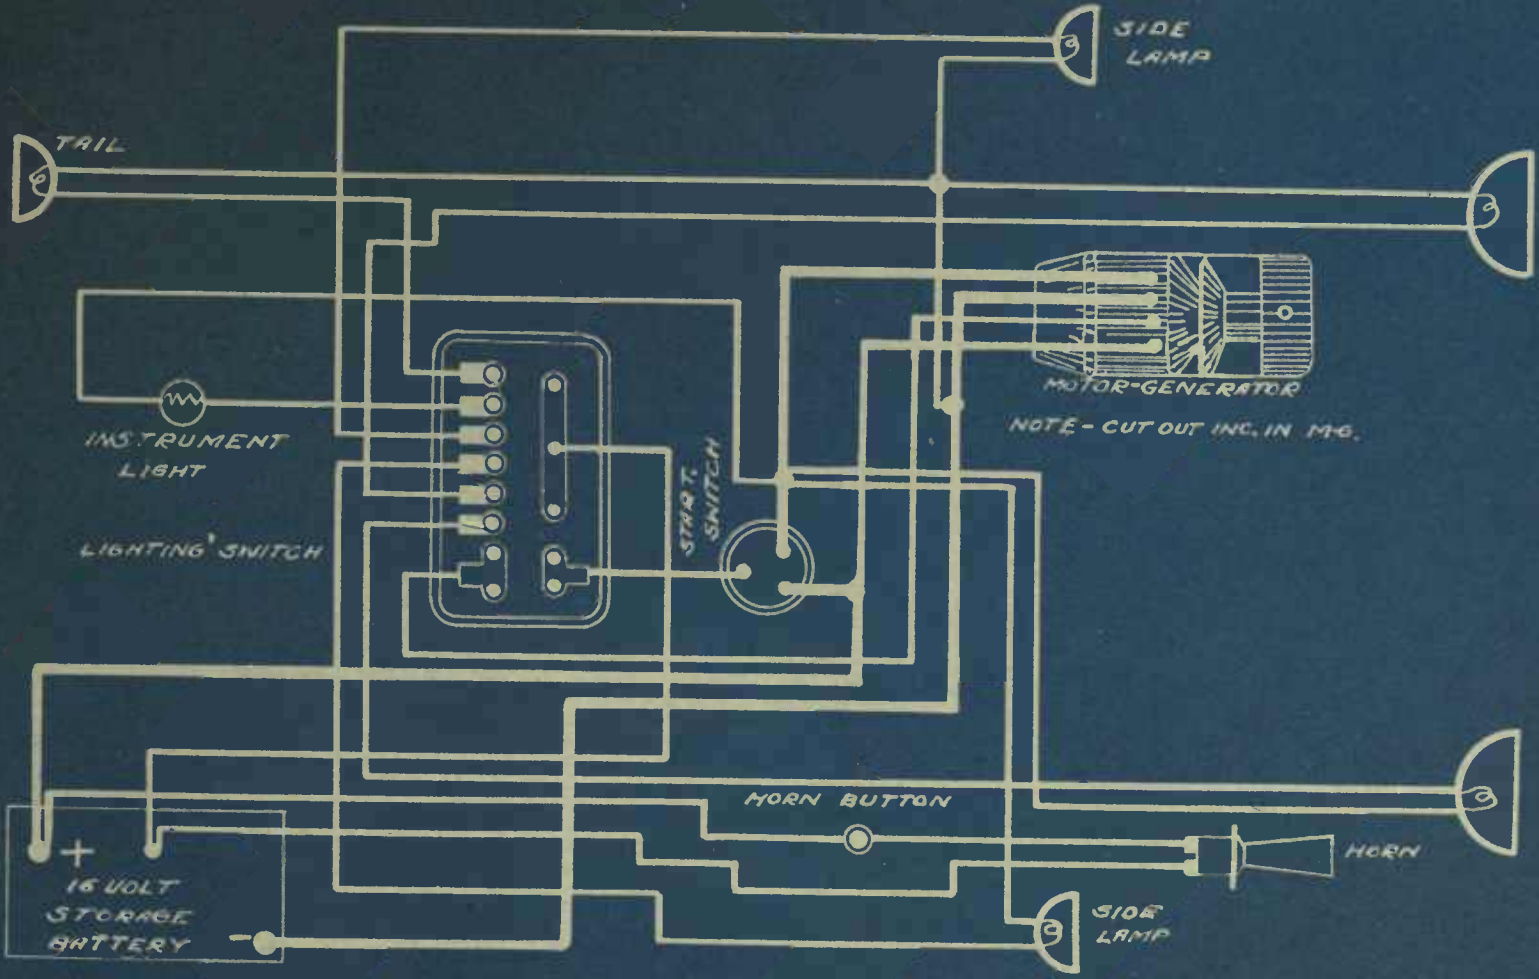 SIDE
LAMP
TAIL
MOTOR-GENERATOR
NOTE - CUT OUT INC. IN M-G.
INSTRUMENT
LIGHT
START.
SWITCH
LIGHTING SWITCH
HORN BUTTON
HORN
+
16 VOLT
STORAGE
BATTERY -
SIDE
LAMP